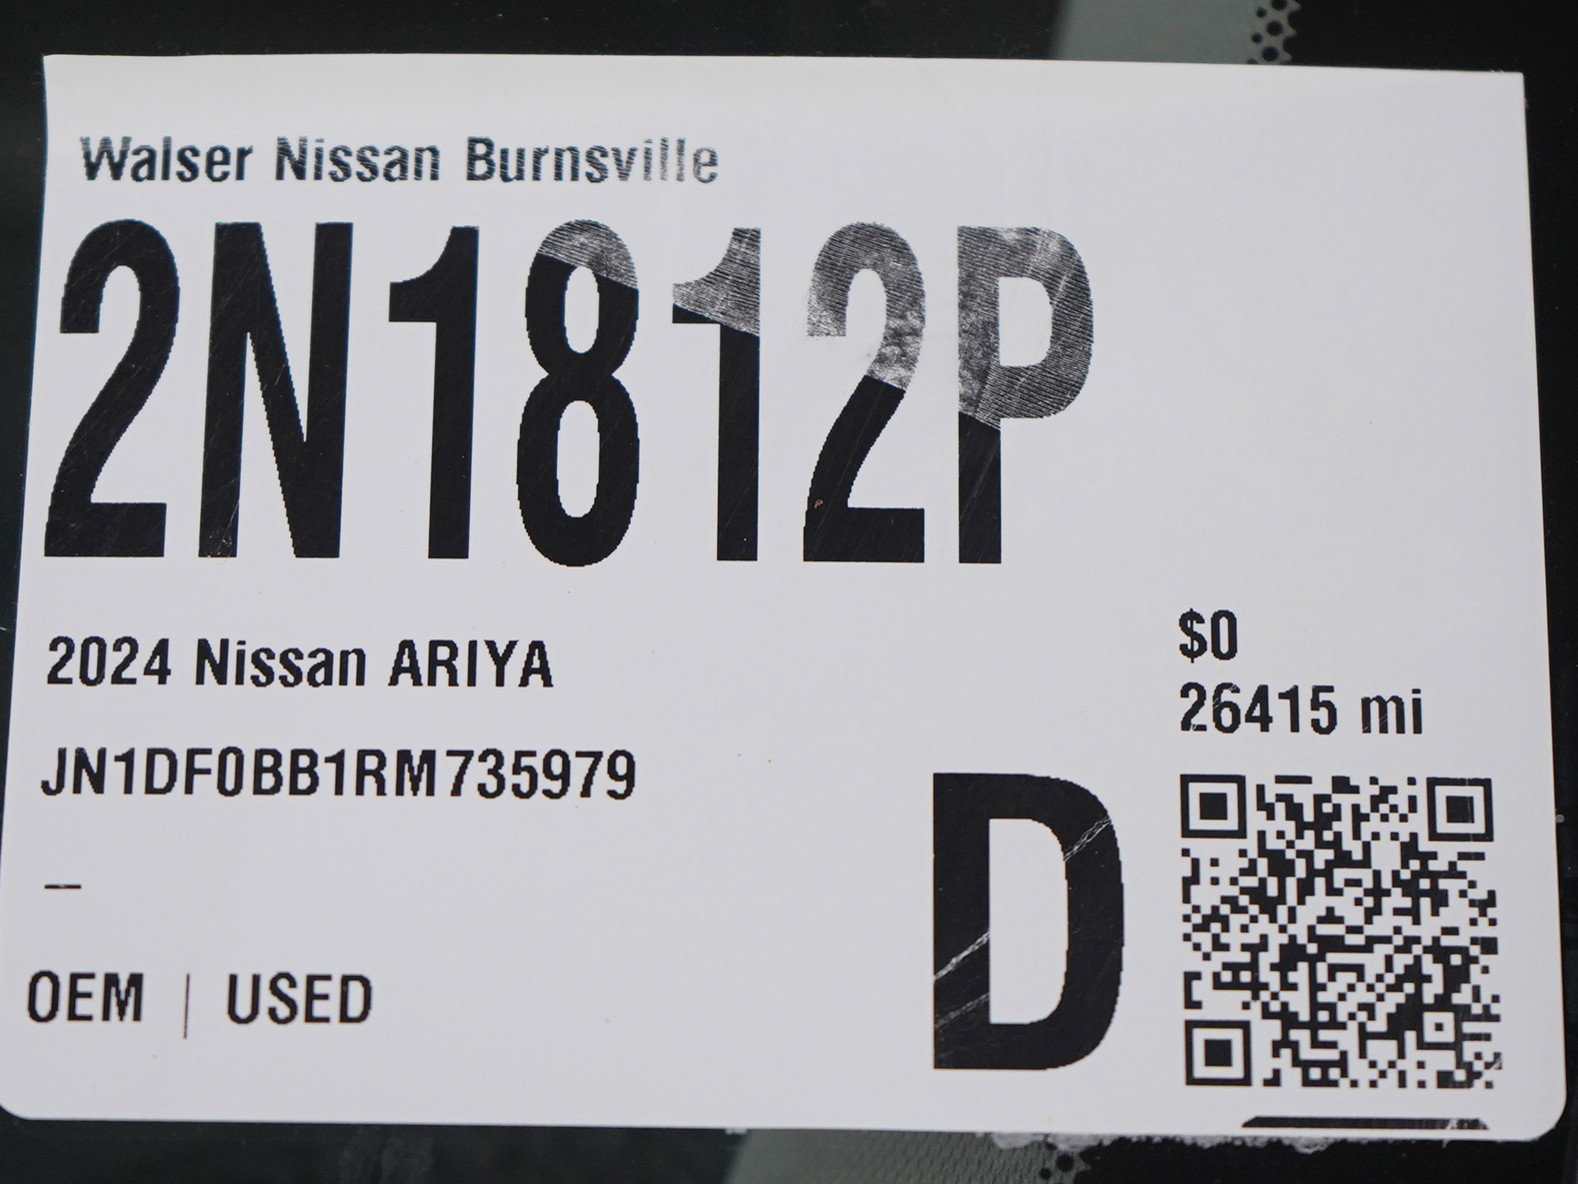 Walser Nissan Burnsville
2N1812P
2024 Nissan ARIYA
$0
26415 mi
JN1DF0BB1RM735979
D
–
OEM | USED